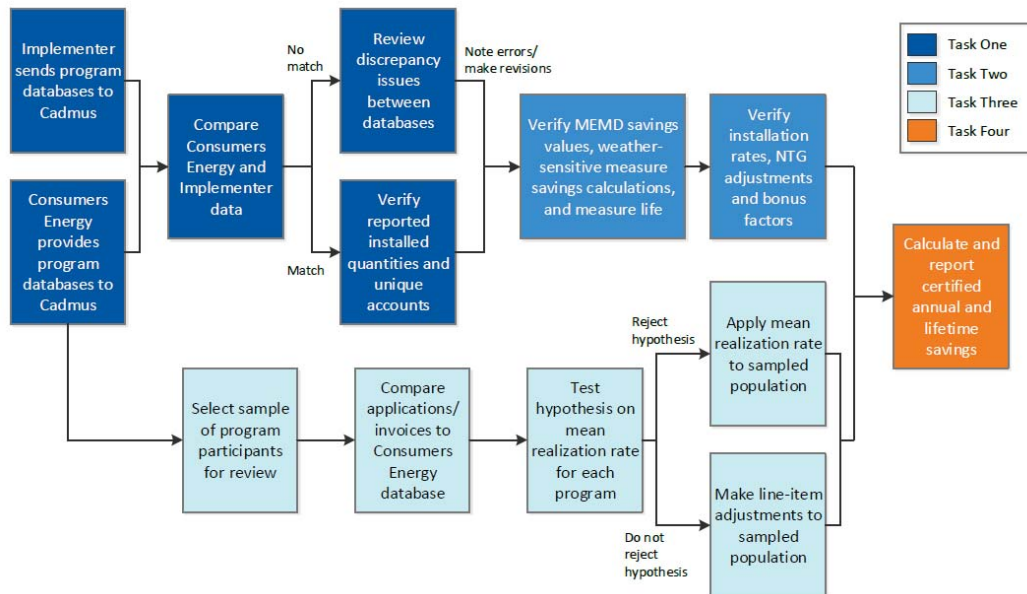 Implementer
sends program
databases to
Cadmus
Consumers
Energy
provides
program
databases to
Cadmus
Compare
Consumers
Energy and
Implementer
data
No
match
Match
Review
discrepancy
issues
between
databases
Verify
reported
installed
quantities and
unique
accounts
Note errors/
make revisions
Verify MEMD savings
values, weather-
sensitive measure
savings calculations,
and measure life
Verify
installation
rates, NTG
adjustments
and bonus
factors
Calculate and
report
certified
annual and
lifetime
savings
Select sample
of program
participants
for review
Compare
applications/
invoices to
Consumers
Energy
database
Test
hypothesis on
mean
realization rate
for each
program
Reject
hypothesis
Do not
reject
hypothesis
Apply mean
realization rate
to sampled
population
Make line-item
adjustments to
sampled
population
Task One
Task Two
Task Three
Task Four